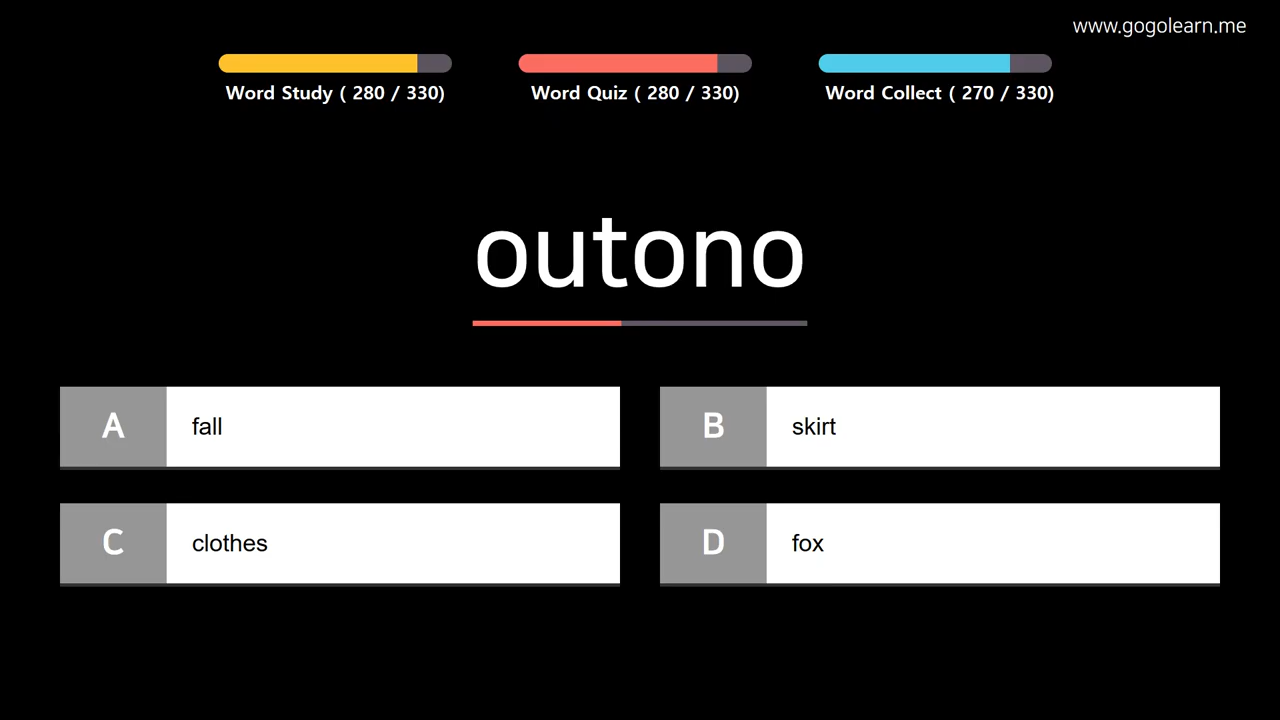 www.gogolearn.me
Word Study ( 280 / 330)
Word Quiz ( 280 / 330)
Word Collect ( 270 / 330)
outono
A fall
B skirt
C clothes
D fox